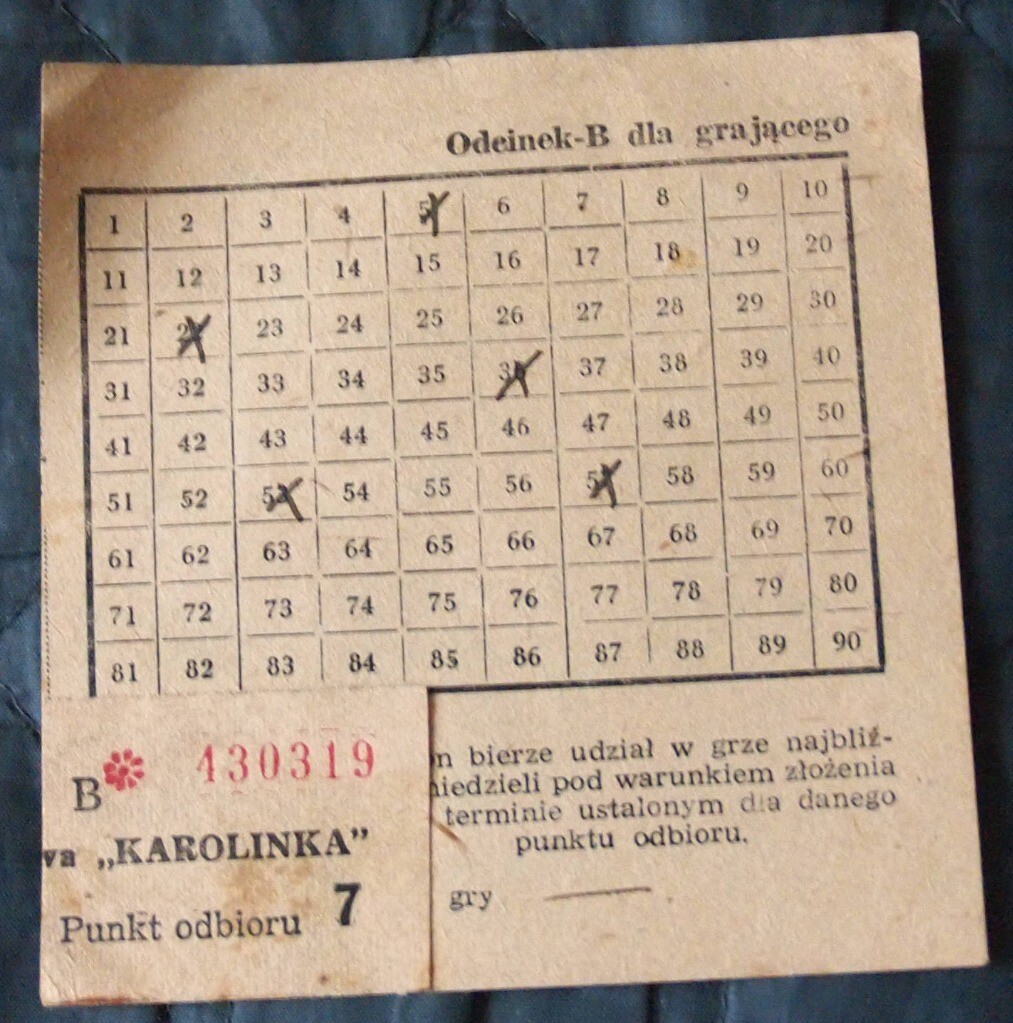 Odcinek-B dla grającego
1 2 3 4 5 6 7 8 9 10
11 12 13 14 15 16 17 18 19 20
21 22 23 24 25 26 27 28 29 30
31 32 33 34 35 36 37 38 39 40
41 42 43 44 45 46 47 48 49 50
51 52 53 54 55 56 57 58 59 60
61 62 63 64 65 66 67 68 69 70
71 72 73 74 75 76 77 78 79 80
81 82 83 84 85 86 87 88 89 90
B 430319
va „KAROLINKA”
Punkt odbioru 7
n bierze udział w grze najbliż-
niedzieli pod warunkiem złożenia
terminie ustalonym dla danego
punktu odbioru.
gry